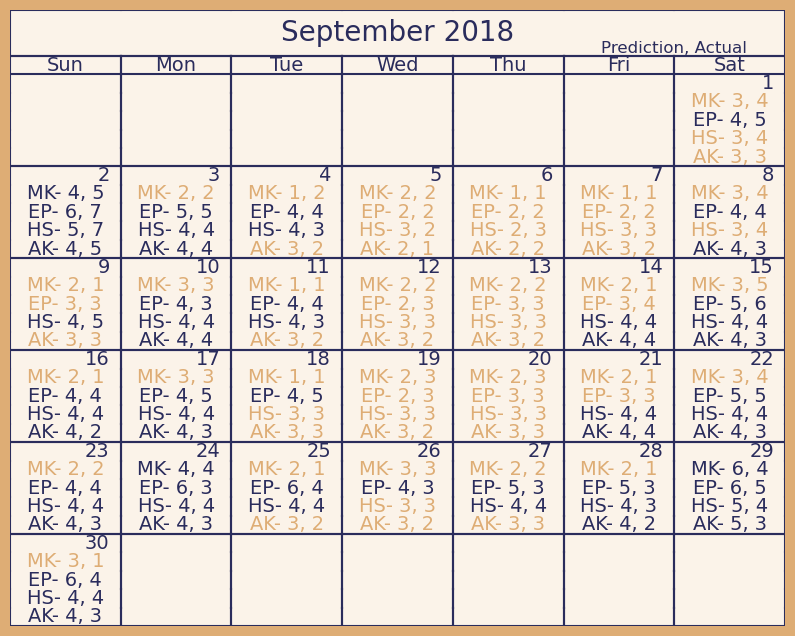 September 2018
Prediction, Actual
Sun Mon Tue Wed Thu Fri Sat
1
MK- 3, 4
EP- 4, 5
HS- 3, 4
AK- 3, 3
2 3 4 5 6 7 8
MK- 4, 5 MK- 2, 2 MK- 1, 2 MK- 2, 2 MK- 1, 1 MK- 1, 1 MK- 3, 4
EP- 6, 7 EP- 5, 5 EP- 4, 4 EP- 2, 2 EP- 2, 2 EP- 2, 2 EP- 4, 4
HS- 5, 7 HS- 4, 4 HS- 4, 3 HS- 3, 2 HS- 2, 3 HS- 3, 3 HS- 3, 4
AK- 4, 5 AK- 4, 4 AK- 3, 2 AK- 2, 1 AK- 2, 2 AK- 3, 2 AK- 4, 3
9 10 11 12 13 14 15
MK- 2, 1 MK- 3, 3 MK- 1, 1 MK- 2, 2 MK- 2, 2 MK- 2, 1 MK- 3, 5
EP- 3, 3 EP- 4, 3 EP- 4, 4 EP- 2, 3 EP- 3, 3 EP- 3, 4 EP- 5, 6
HS- 4, 5 HS- 4, 4 HS- 4, 3 HS- 3, 3 HS- 3, 3 HS- 4, 4 HS- 4, 4
AK- 3, 3 AK- 4, 4 AK- 3, 2 AK- 3, 2 AK- 3, 2 AK- 4, 4 AK- 4, 3
16 17 18 19 20 21 22
MK- 2, 1 MK- 3, 3 MK- 1, 1 MK- 2, 3 MK- 2, 3 MK- 2, 1 MK- 3, 4
EP- 4, 4 EP- 4, 5 EP- 4, 5 EP- 2, 3 EP- 3, 3 EP- 3, 3 EP- 5, 5
HS- 4, 4 HS- 4, 4 HS- 3, 3 HS- 3, 3 HS- 3, 3 HS- 4, 4 HS- 4, 4
AK- 4, 2 AK- 4, 3 AK- 3, 3 AK- 3, 2 AK- 3, 3 AK- 4, 4 AK- 4, 3
23 24 25 26 27 28 29
MK- 2, 2 MK- 4, 4 MK- 2, 1 MK- 3, 3 MK- 2, 2 MK- 2, 1 MK- 6, 4
EP- 4, 4 EP- 6, 3 EP- 6, 4 EP- 4, 3 EP- 5, 3 EP- 5, 3 EP- 6, 5
HS- 4, 4 HS- 4, 4 HS- 4, 4 HS- 3, 3 HS- 4, 4 HS- 4, 3 HS- 5, 4
AK- 4, 3 AK- 4, 3 AK- 3, 2 AK- 3, 2 AK- 3, 3 AK- 4, 2 AK- 5, 3
30
MK- 3, 1
EP- 6, 4
HS- 4, 4
AK- 4, 3